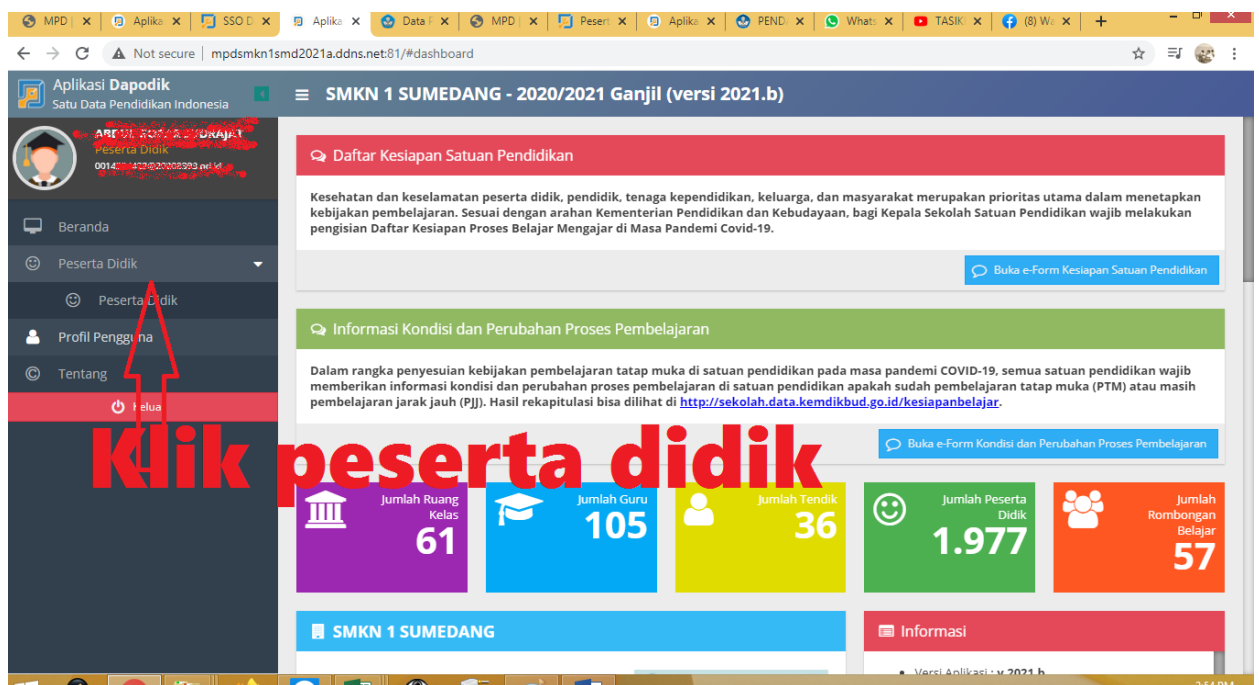 MPD |
Aplika
SSO D
Aplika
Data
MPD |
Pesert
Aplika
PEND
What
TASIK
(8) Wa
Not secure | mpdsmkn1smd2021a.ddns.net:81/#dashboard
Aplikasi Dapodik
Satu Data Pendidikan Indonesia
SMKN 1 SUMEDANG - 2020/2021 Ganjil (versi 2021.b)
Peserta Didik
Beranda
Peserta Didik
Peserta Didik
Profil Pengguna
Tentang
Kelua
Daftar Kesiapan Satuan Pendidikan
Kesehatan dan keselamatan peserta didik, pendidik, tenaga kependidikan, keluarga, dan masyarakat merupakan prioritas utama dalam menetapkan
kebijakan pembelajaran. Sesuai dengan arahan Kementerian Pendidikan dan Kebudayaan, bagi Kepala Sekolah Satuan Pendidikan wajib melakukan
pengisian Daftar Kesiapan Proses Belajar Mengajar di Masa Pandemi Covid-19.
Buka e-Form Kesiapan Satuan Pendidikan
Informasi Kondisi dan Perubahan Proses Pembelajaran
Dalam rangka penyesuian kebijakan pembelajaran tatap muka di satuan pendidikan pada masa pandemi COVID-19, semua satuan pendidikan wajib
memberikan informasi kondisi dan perubahan proses pembelajaran di satuan pendidikan apakah sudah pembelajaran tatap muka (PTM) atau masih
pembelajaran jarak jauh (PJJ). Hasil rekapitulasi bisa dilihat di http://sekolah.data.kemdikbud.go.id/kesiapanbelajar.
Buka e-Form Kondisi dan Perubahan Proses Pembelajaran
Klik peserta didik
Jumlah Ruang
Kelas
61
Jumlah Guru
105
Jumlah Tendik
36
Jumlah Peserta
Didik
1.977
Jumlah
Rombongan
Belajar
57
SMKN 1 SUMEDANG
Informasi
Versi Aplikasi : v.2021.b
2:54 PM